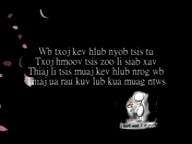 Wb txoj kev hlub nyob tsis tu
Txoj hmoov tsis zoo li siab xav
Thiaj li tsis muaj kev hlub nrog wb
Thiaj ua rau kuv lub kua muag ntws